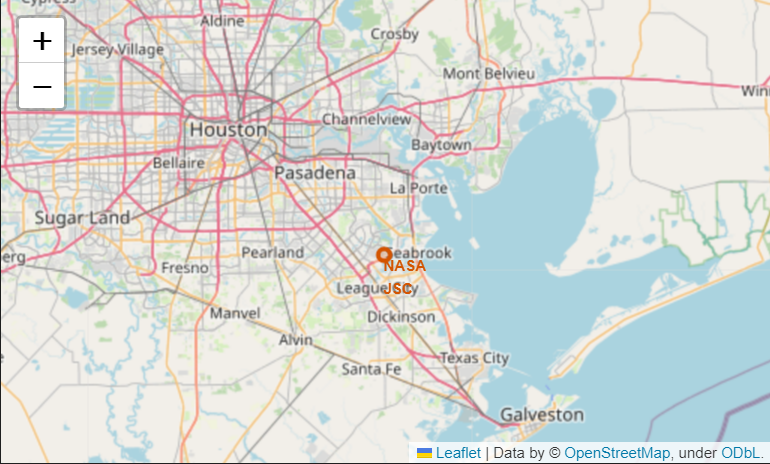 Cypress
Aldine
Crosby
+
Jersey Village
Mont Belvieu
−
Channelview
Houston
Baytown
Bellaire
Pasadena
La Porte
Sugar Land
Pearland
Seabrook
Fresno
NASA
League City
JSC
Manvel
Dickinson
Alvin
Texas City
Santa Fe
Galveston
Leaflet | Data by © OpenStreetMap, under ODbL.